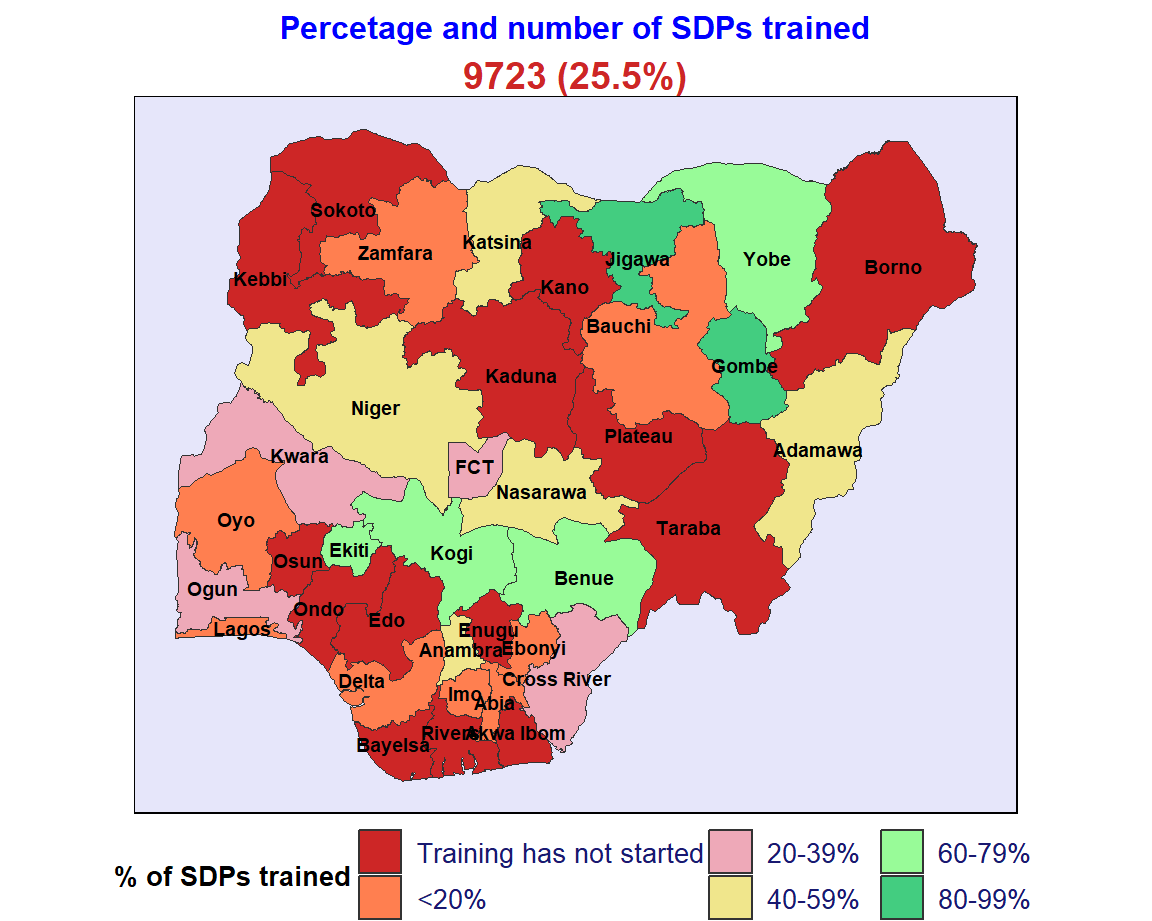 Percetage and number of SDPs trained
9723 (25.5%)
Sokoto
Katsina
Zamfara
Jigawa
Yobe
Borno
Kebbi
Kano
Bauchi
Gombe
Kaduna
Niger
Plateau
Adamawa
Kwara
FCT
Nasarawa
Oyo
Taraba
Ekiti
Kogi
Osun
Benue
Ogun
Ondo
Edo
Lagos
Enugu
Anambra
Ebonyi
Delta
Cross River
Imo
Abia
Rivers
Akwa Ibom
Bayelsa
% of SDPs trained
Training has not started
<20%
20-39%
40-59%
60-79%
80-99%